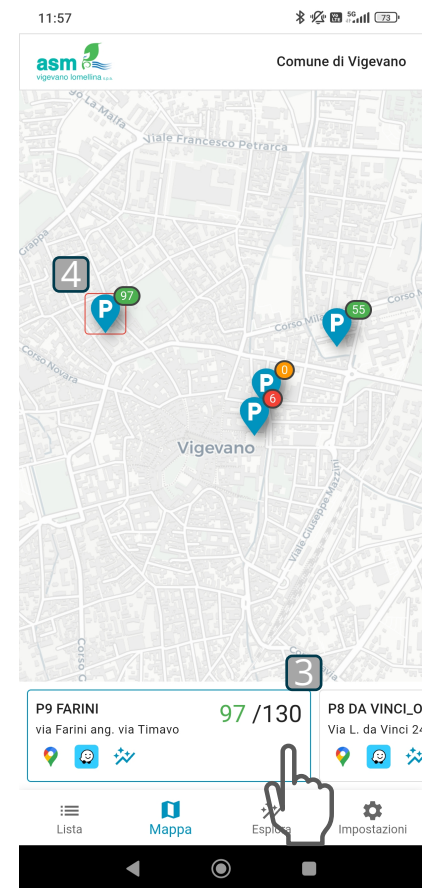 11:57
5G
73
asm
vigevano lomellina s.p.a.
Comune di Vigevano
Viale Francesco Petrarca
4
97
55
Corso Novara
0
6
Vigevano
Viale Giuseppe Mazzini
3
P9 FARINI
97 /130
via Farini ang. via Timavo
P8 DA VINCI_O
Via L. da Vinci 24
Lista
Mappa
Esplora
Impostazioni